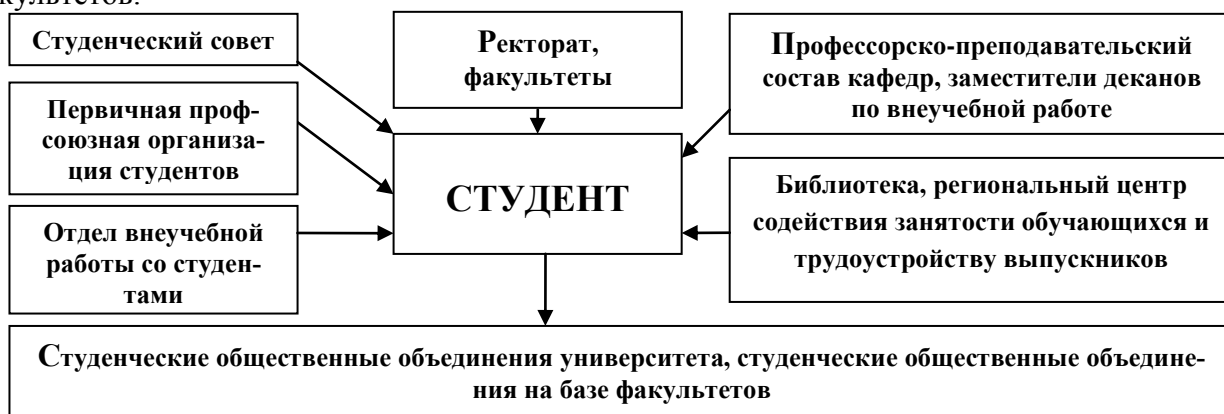 культетов.
Студенческий совет
Ректорат,
факультеты
Профессорско-преподавательский
состав кафедр, заместители деканов
по внеучебной работе
Первичная проф-
союзная организа-
ция студентов
СТУДЕНТ
Библиотека, региональный центр
содействия занятости обучающихся и
трудоустройству выпускников
Отдел внеучебной
работы со студен-
тами
Студенческие общественные объединения университета, студенческие общественные объедине-
ния на базе факультетов